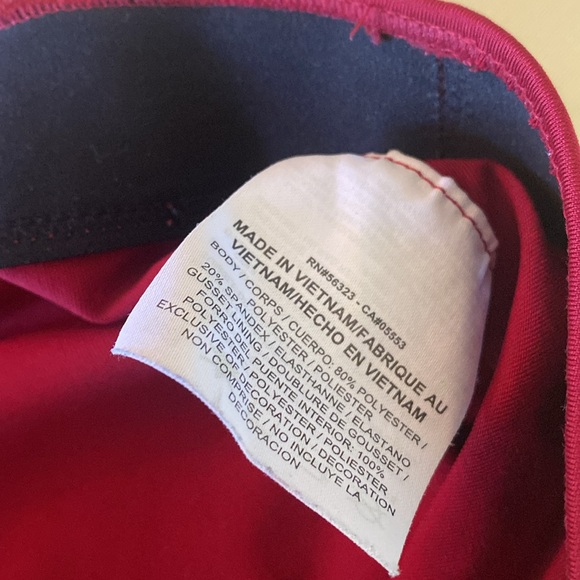 RN#56323 - CA#05553
MADE IN VIETNAM/FABRIQUE AU
VIETNAM/HECHO EN VIETNAM
BODY / CORPS / CUERPO: 80% POLYESTER /
POLYESTER / POLIESTER
20% SPANDEX / ELASTHANNE / ELASTANO
GUSSET LINING / DOUBLURE DE GOUSSET /
FORRO DEL PUENTE INTERIOR: 100%
POLYESTER / POLYESTER / POLIESTER
EXCLUSIVE OF DECORATION / DECORATION
NON COMPRISE / NO INCLUYE LA
DECORACION